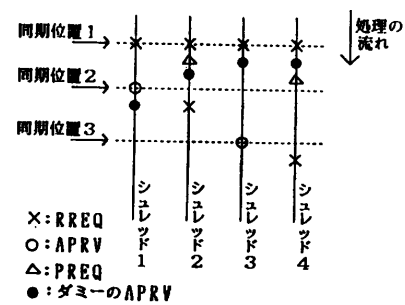 同期位置1
処理の
流れ
同期位置2
同期位置3
シュレッド1
シュレッド2
シュレッド3
シュレッド4
×:RREQ
○:APRV
△:PREQ
●:ダミーのAPRV